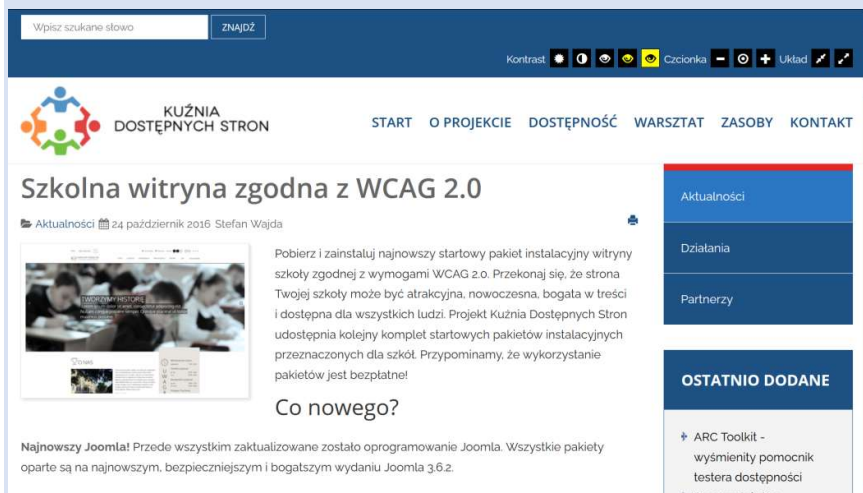 Wpisz szukane słowo
ZNAJDŹ
Kontrast
Czcionka
Układ
KUŹNIA
DOSTĘPNYCH STRON
START O PROJEKCIE DOSTĘPNOŚĆ WARSZTAT ZASOBY KONTAKT
Szkolna witryna zgodna z WCAG 2.0
Aktualności 24 październik 2016 Stefan Wajda
TWORZYMY HISTORIĘ
O NAS
Pobierz i zainstaluj najnowszy startowy pakiet instalacyjny witryny
szkoły zgodnej z wymogami WCAG 2.0. Przekonaj się, że strona
Twojej szkoły może być atrakcyjna, nowoczesna, bogata w treści
i dostępna dla wszystkich ludzi. Projekt Kuźnia Dostępnych Stron
udostępnia kolejny komplet startowych pakietów instalacyjnych
przeznaczonych dla szkół. Przypominamy, że wykorzystanie
pakietów jest bezpłatne!
Co nowego?
Najnowszy Joomla! Przede wszystkim zaktualizowane zostało oprogramowanie Joomla. Wszystkie pakiety
oparte są na najnowszym, bezpieczniejszym i bogatszym wydaniu Joomla 3.6.2.
Aktualności
Działania
Partnerzy
OSTATNIO DODANE
ARC Toolkit -
wyśmienity pomocnik
testera dostępności